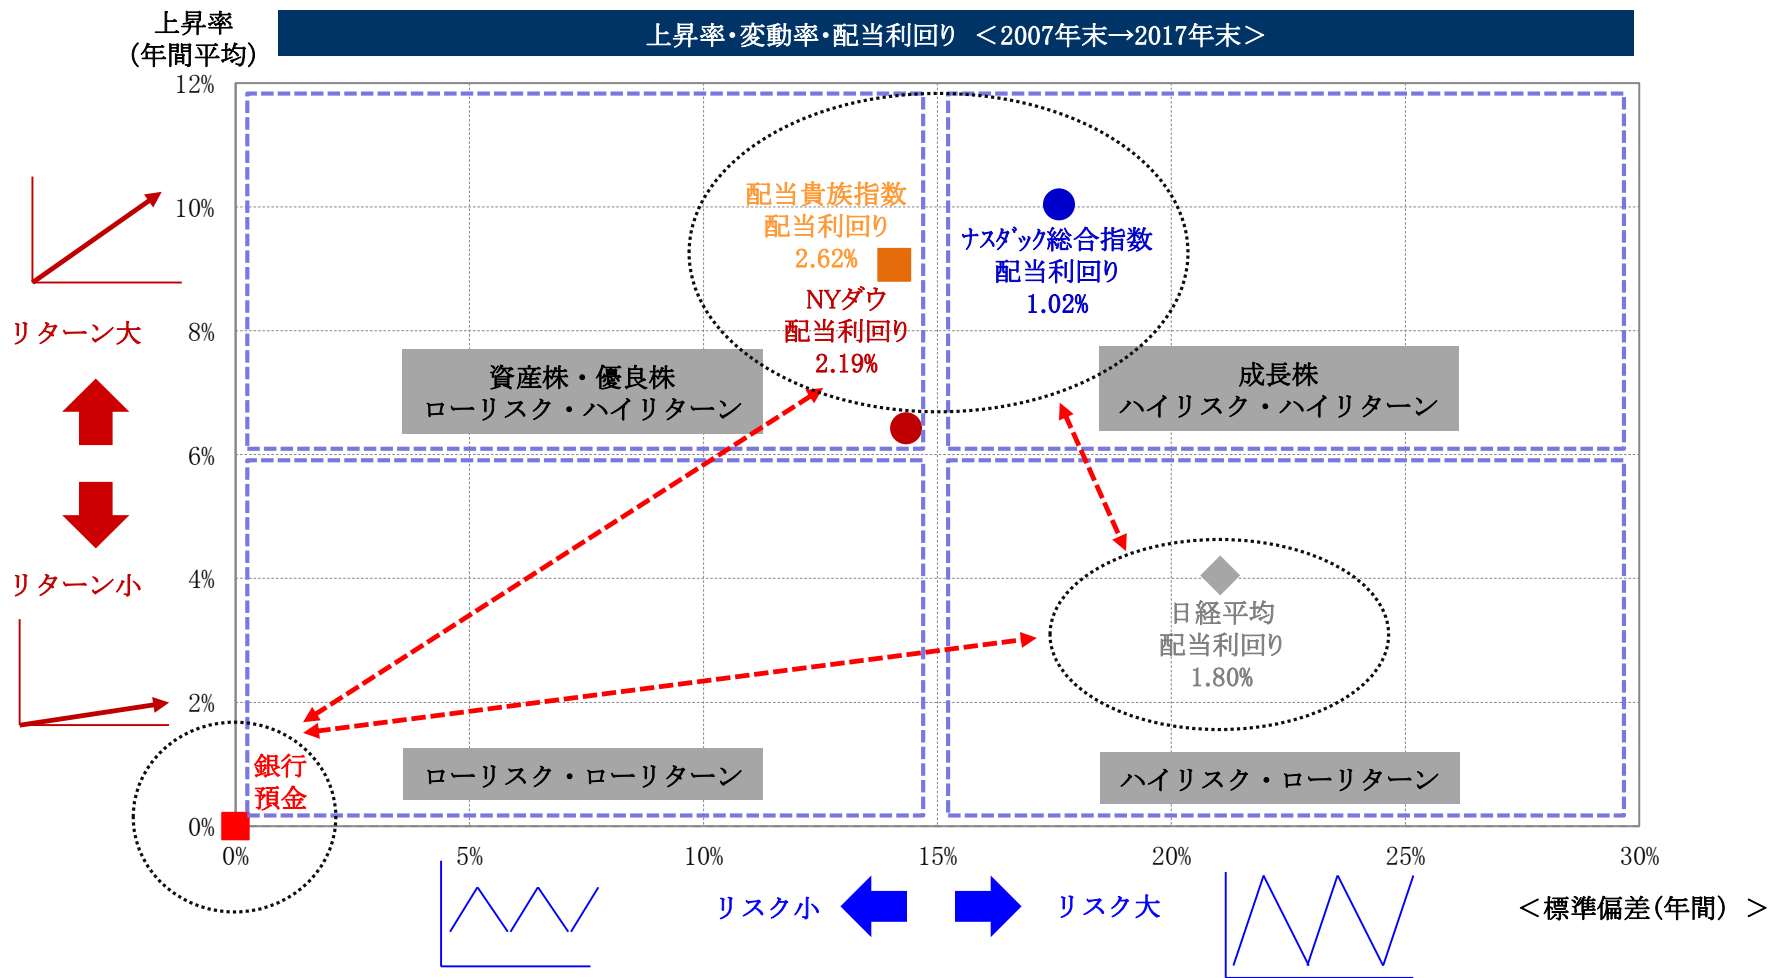 上昇率
(年間平均)
上昇率・変動率・配当利回り ＜2007年末→2017年末＞
12%
10%
8%
6%
4%
2%
0%
リターン大
リターン小
配当貴族指数
配当利回り
2.62%
NYダウ
配当利回り
2.19%
ﾅｽﾀﾞｯｸ総合指数
配当利回り
1.02%
資産株・優良株
ローリスク・ハイリターン
成長株
ハイリスク・ハイリターン
日経平均
配当利回り
1.80%
銀行
預金
ローリスク・ローリターン
ハイリスク・ローリターン
0%
5%
10%
15%
20%
25%
30%
リスク小
リスク大
＜標準偏差(年間) ＞